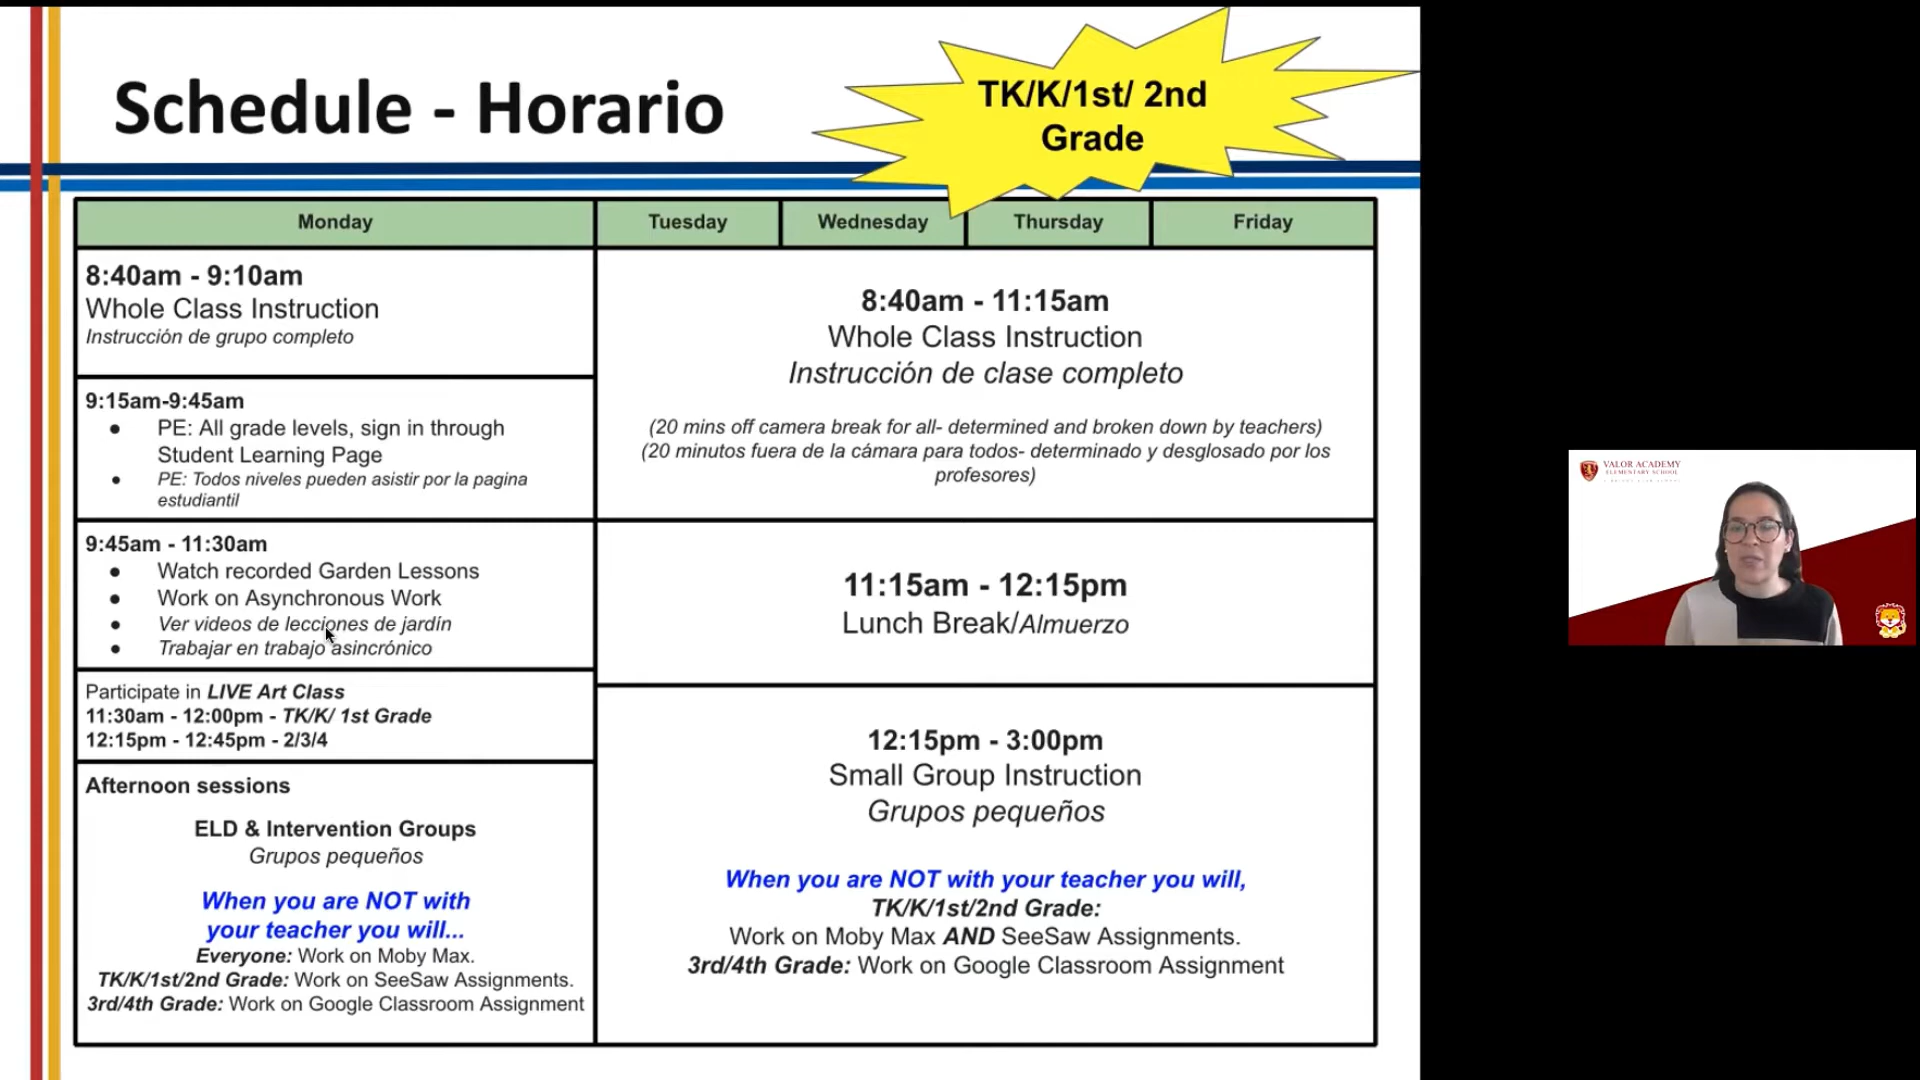 Schedule - Horario
TK/K/1st/ 2nd
Grade
Monday
Tuesday
Wednesday
Thursday
Friday
8:40am - 9:10am
Whole Class Instruction
Instrucción de grupo completo
9:15am-9:45am
● PE: All grade levels, sign in through
Student Learning Page
● PE: Todos niveles pueden asistir por la pagina
estudiantil
9:45am - 11:30am
● Watch recorded Garden Lessons
● Work on Asynchronous Work
● Ver videos de lecciones de jardín
● Trabajar en trabajo asincrónico
Participate in LIVE Art Class
11:30am - 12:00pm - TK/K/ 1st Grade
12:15pm - 12:45pm - 2/3/4
Afternoon sessions
ELD & Intervention Groups
Grupos pequeños
When you are NOT with
your teacher you will...
Everyone: Work on Moby Max.
TK/K/1st/2nd Grade: Work on SeeSaw Assignments.
3rd/4th Grade: Work on Google Classroom Assignment
8:40am - 11:15am
Whole Class Instruction
Instrucción de clase completo
(20 mins off camera break for all- determined and broken down by teachers)
(20 minutos fuera de la cámara para todos- determinado y desglosado por los
profesores)
11:15am - 12:15pm
Lunch Break/Almuerzo
12:15pm - 3:00pm
Small Group Instruction
Grupos pequeños
When you are NOT with your teacher you will,
TK/K/1st/2nd Grade:
Work on Moby Max AND SeeSaw Assignments.
3rd/4th Grade: Work on Google Classroom Assignment
VALOR ACADEMY
ELEMENTARY SCHOOL